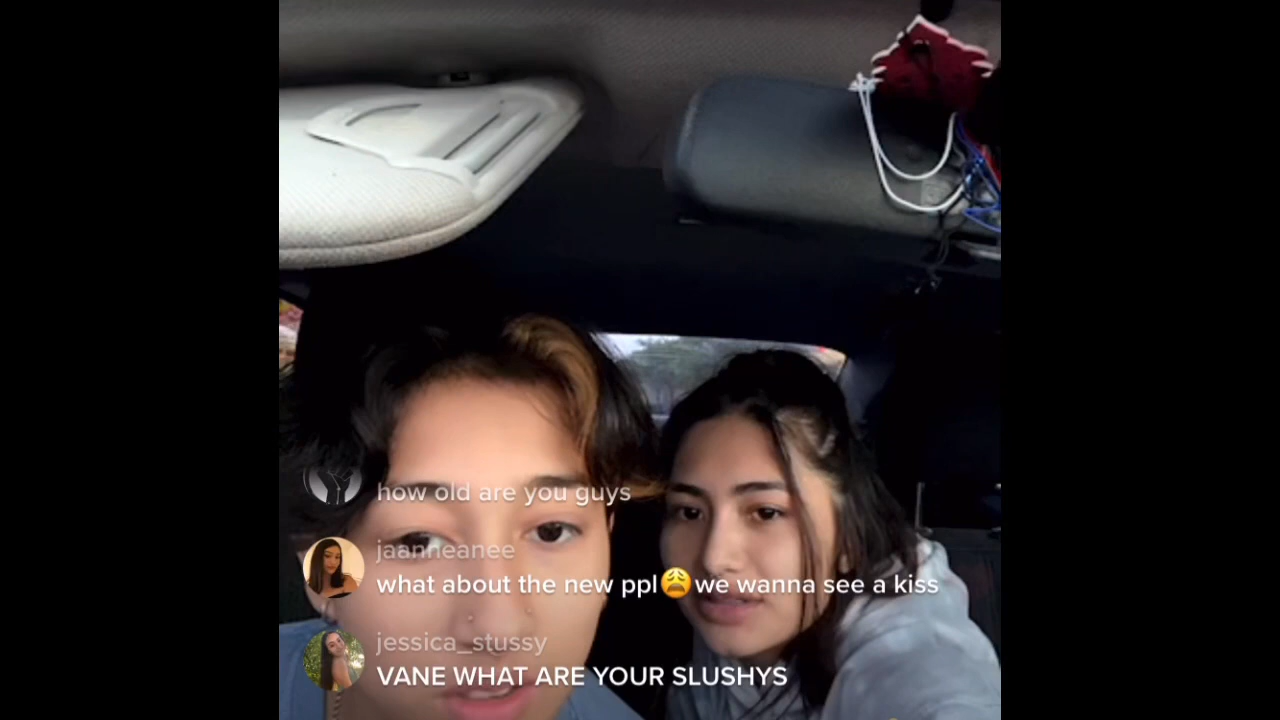 how old are you guys
jaanneanee
what about the new ppl😩we wanna see a kiss
jessica_stussy
VANE WHAT ARE YOUR SLUSHYS